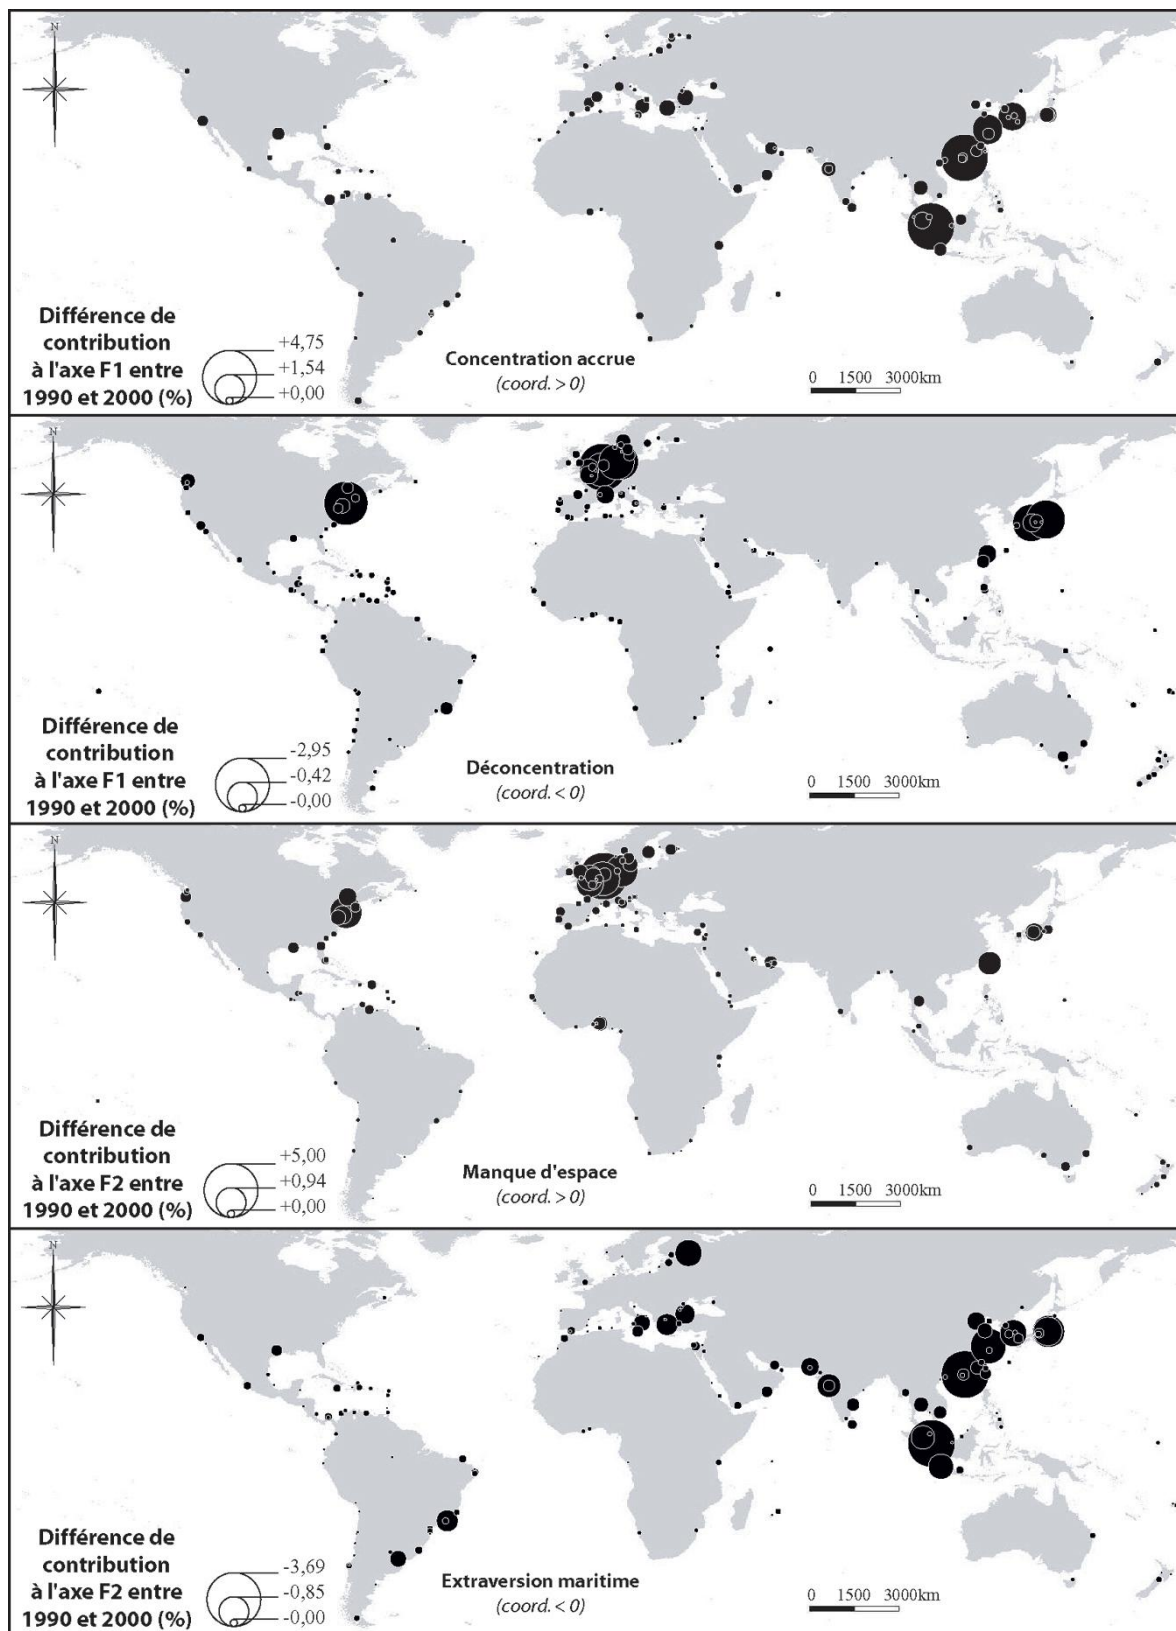 N
Différence de
contribution
à l'axe F1 entre
1990 et 2000 (%)
+4,75
+1,54
+0,00
Concentration accrue
(coord. > 0)
0 1500 3000km
N
Différence de
contribution
à l'axe F1 entre
1990 et 2000 (%)
-2,95
-0,42
-0,00
Déconcentration
(coord. < 0)
0 1500 3000km
N
Différence de
contribution
à l'axe F2 entre
1990 et 2000 (%)
+5,00
+0,94
+0,00
Manque d'espace
(coord. > 0)
0 1500 3000km
N
Différence de
contribution
à l'axe F2 entre
1990 et 2000 (%)
-3,69
-0,85
-0,00
Extraversion maritime
(coord. < 0)
0 1500 3000km